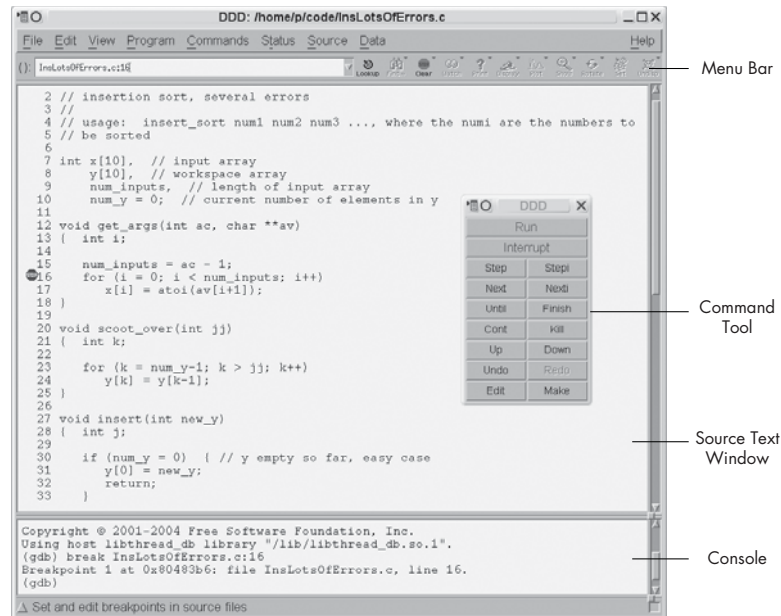 DDD: /home/p/code/InsLotsOfErrors.c
File Edit View Program Commands Status Source Data Help
(): InsLotsOfErrors.c:16
Lookup Clear
Menu Bar
2 // insertion sort, several errors
3 //
4 // usage: insert_sort num1 num2 num3 ..., where the numi are the numbers to
5 // be sorted
6
7 int x[10], // input array
8 y[10], // workspace array
9 num_inputs, // length of input array
10 num_y = 0; // current number of elements in y
11
12 void get_args(int ac, char **av)
13 { int i;
14
15 num_inputs = ac - 1;
16 for (i = 0; i < num_inputs; i++)
17 x[i] = atoi(av[i+1]);
18 }
19
20 void scoot_over(int jj)
21 { int k;
22
23 for (k = num_y-1; k > jj; k++)
24 y[k] = y[k-1];
25 }
26
27 void insert(int new_y)
28 { int j;
29
30 if (num_y = 0) { // y empty so far, easy case
31 y[0] = new_y;
32 return;
33 }
DDD
Run
Interrupt
Step Stepi
Next Nexti
Until Finish
Cont Kill
Up Down
Undo Redo
Edit Make
Command
Tool
Source Text
Window
Copyright © 2001-2004 Free Software Foundation, Inc.
Using host libthread_db library "/lib/libthread_db.so.1".
(gdb) break InsLotsOfErrors.c:16
Breakpoint 1 at 0x80483b6: file InsLotsOfErrors.c, line 16.
(gdb)
Console
Set and edit breakpoints in source files